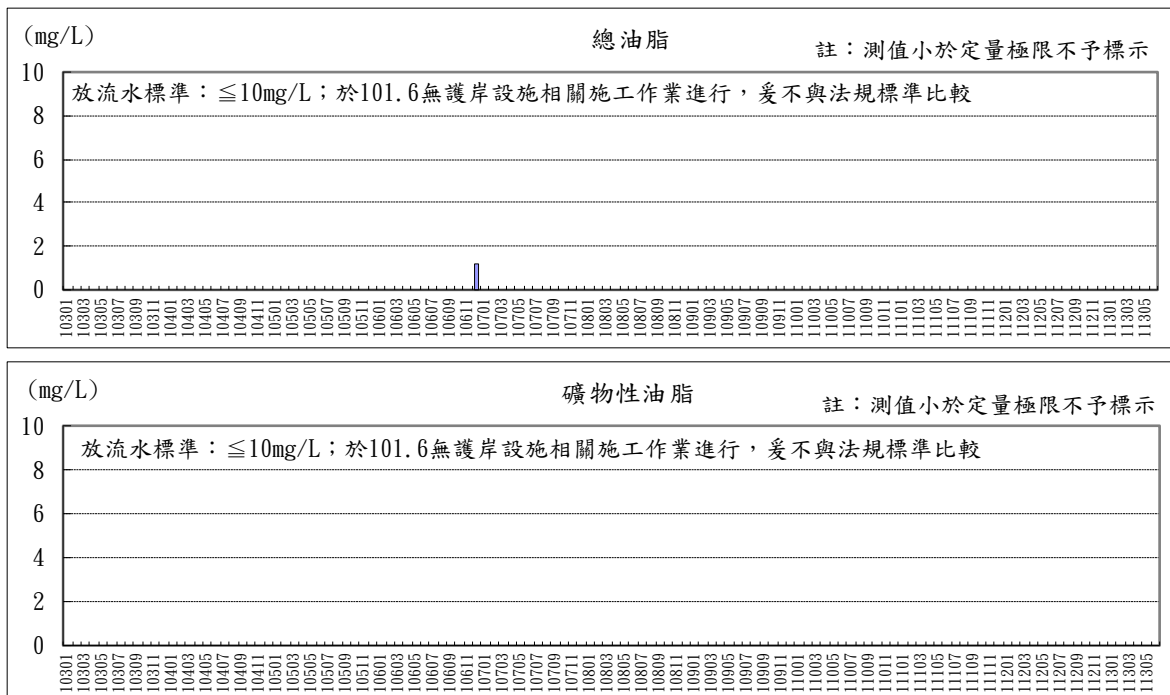 (mg/L)
總油脂
註：測值小於定量極限不予標示
放流水標準：≦10mg/L；於101.6無護岸設施相關施工作業進行，爰不與法規標準比較
10
8
6
4
2
0
10301 10303 10305 10307 10309 10311 10401 10403 10405 10407 10409 10411 10501 10503 10505 10507 10509 10511 10601 10603 10605 10607 10609 10611 10701 10703 10705 10707 10709 10711 10801 10803 10805 10807 10809 10811 10901 10903 10905 10907 10909 10911 11001 11003 11005 11007 11009 11011 11101 11103 11105 11107 11109 11111 11201 11203 11205 11207 11209 11211 11301 11303 11305
(mg/L)
礦物性油脂
註：測值小於定量極限不予標示
放流水標準：≦10mg/L；於101.6無護岸設施相關施工作業進行，爰不與法規標準比較
10
8
6
4
2
0
10301 10303 10305 10307 10309 10311 10401 10403 10405 10407 10409 10411 10501 10503 10505 10507 10509 10511 10601 10603 10605 10607 10609 10611 10701 10703 10705 10707 10709 10711 10801 10803 10805 10807 10809 10811 10901 10903 10905 10907 10909 10911 11001 11003 11005 11007 11009 11011 11101 11103 11105 11107 11109 11111 11201 11203 11205 11207 11209 11211 11301 11303 11305